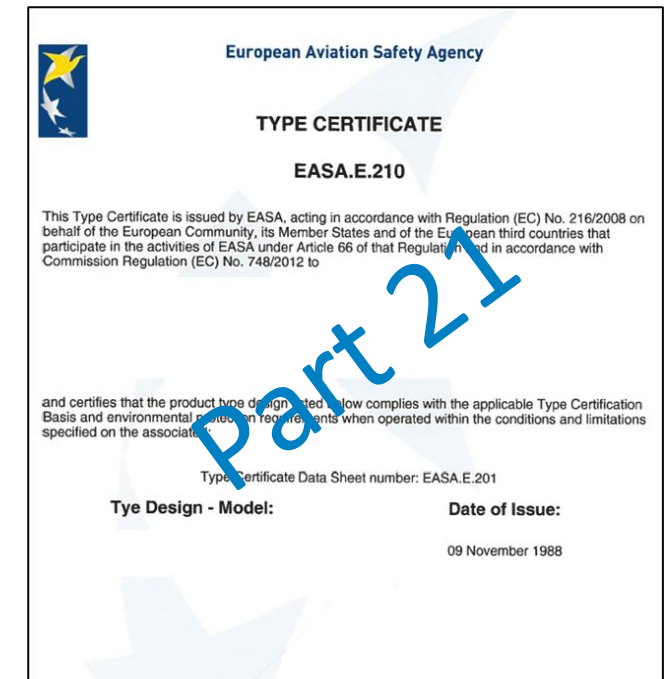 European Aviation Safety Agency
TYPE CERTIFICATE
EASA.E.210
This Type Certificate is issued by EASA, acting in accordance with Regulation (EC) No. 216/2008 on
behalf of the European Community, its Member States and of the European third countries that
participate in the activities of EASA under Article 66 of that Regulation and in accordance with
Commission Regulation (EC) No. 748/2012 to
Part 21
and certifies that the product type design listed below complies with the applicable Type Certification
Basis and environmental protection requirements when operated within the conditions and limitations
specified on the associated:
Type Certificate Data Sheet number: EASA.E.201
Tye Design - Model:
Date of Issue:
09 November 1988